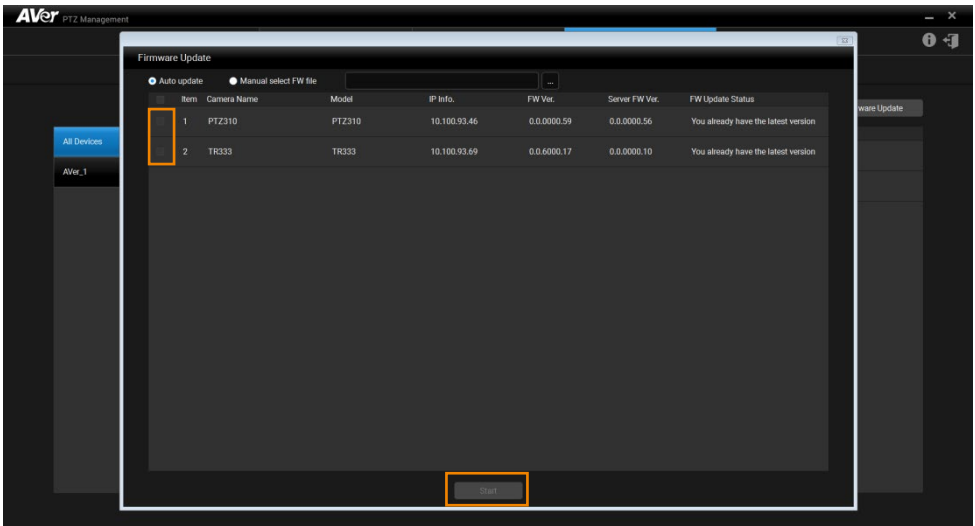 AVer PTZ Management
Firmware Update
Auto update Manual select FW file ...
Item Camera Name Model IP Info. FW Ver. Server FW Ver. FW Update Status
ware Update
1 PTZ310 PTZ310 10.100.93.46 0.0.0000.59 0.0.0000.56 You already have the latest version
All Devices
2 TR333 TR333 10.100.93.69 0.0.6000.17 0.0.0000.10 You already have the latest version
AVer_1
Start